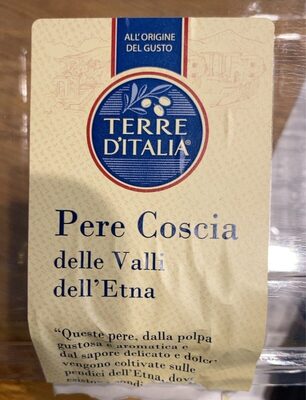 ALL'ORIGINE
DEL GUSTO
TERRE
D'ITALIA®
Pere Coscia
delle Valli
dell'Etna
"Queste pere, dalla polpa
gustosa e aromatica e
dal sapore delicato e dolce
vengono coltivate sulle
pendici dell'Etna, dov